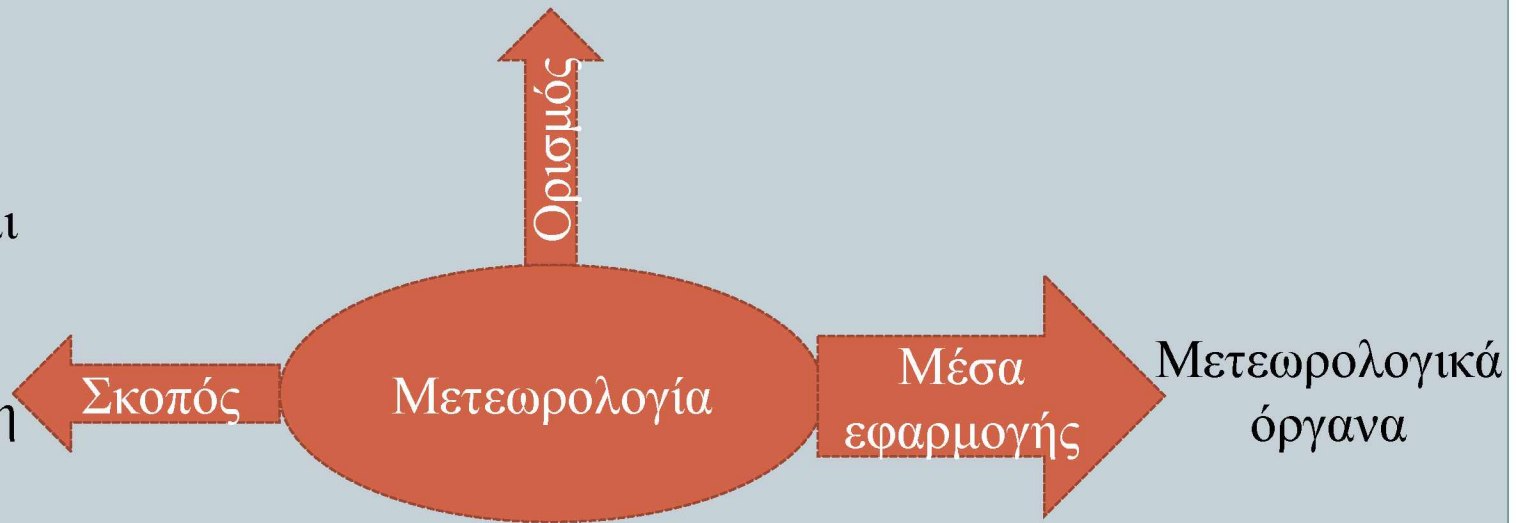 Ορισμός
Σκοπός
Μετεωρολογία
Μέσα
εφαρμογής
Μετεωρολογικά
όργανα